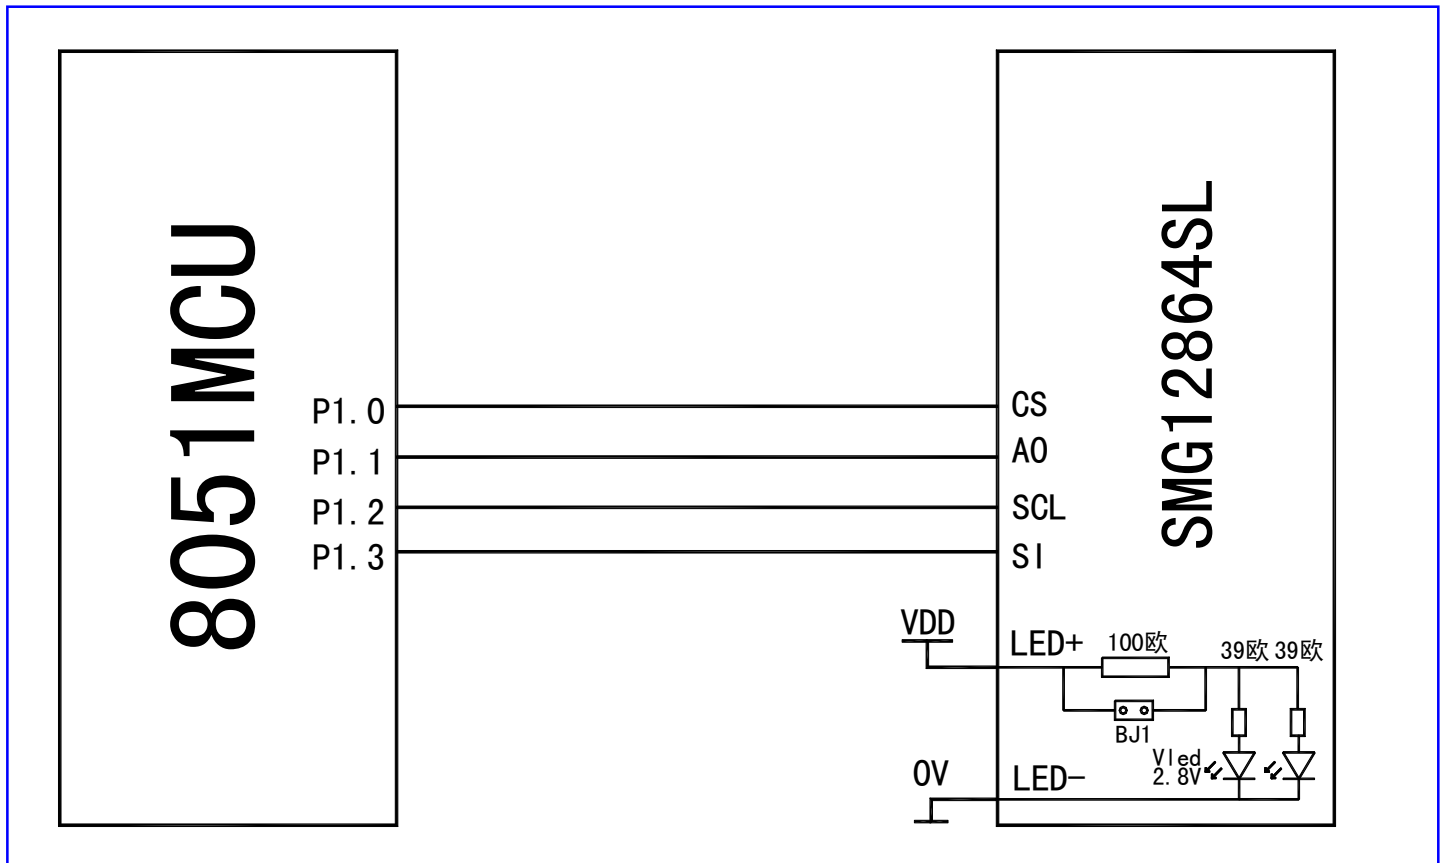 8051MCU
P1.0
P1.1
P1.2
P1.3
SMG12864SL
CS
A0
SCL
SI
VDD
LED+
100欧
39欧 39欧
BJ1
Vled
2.8V
0V
LED-